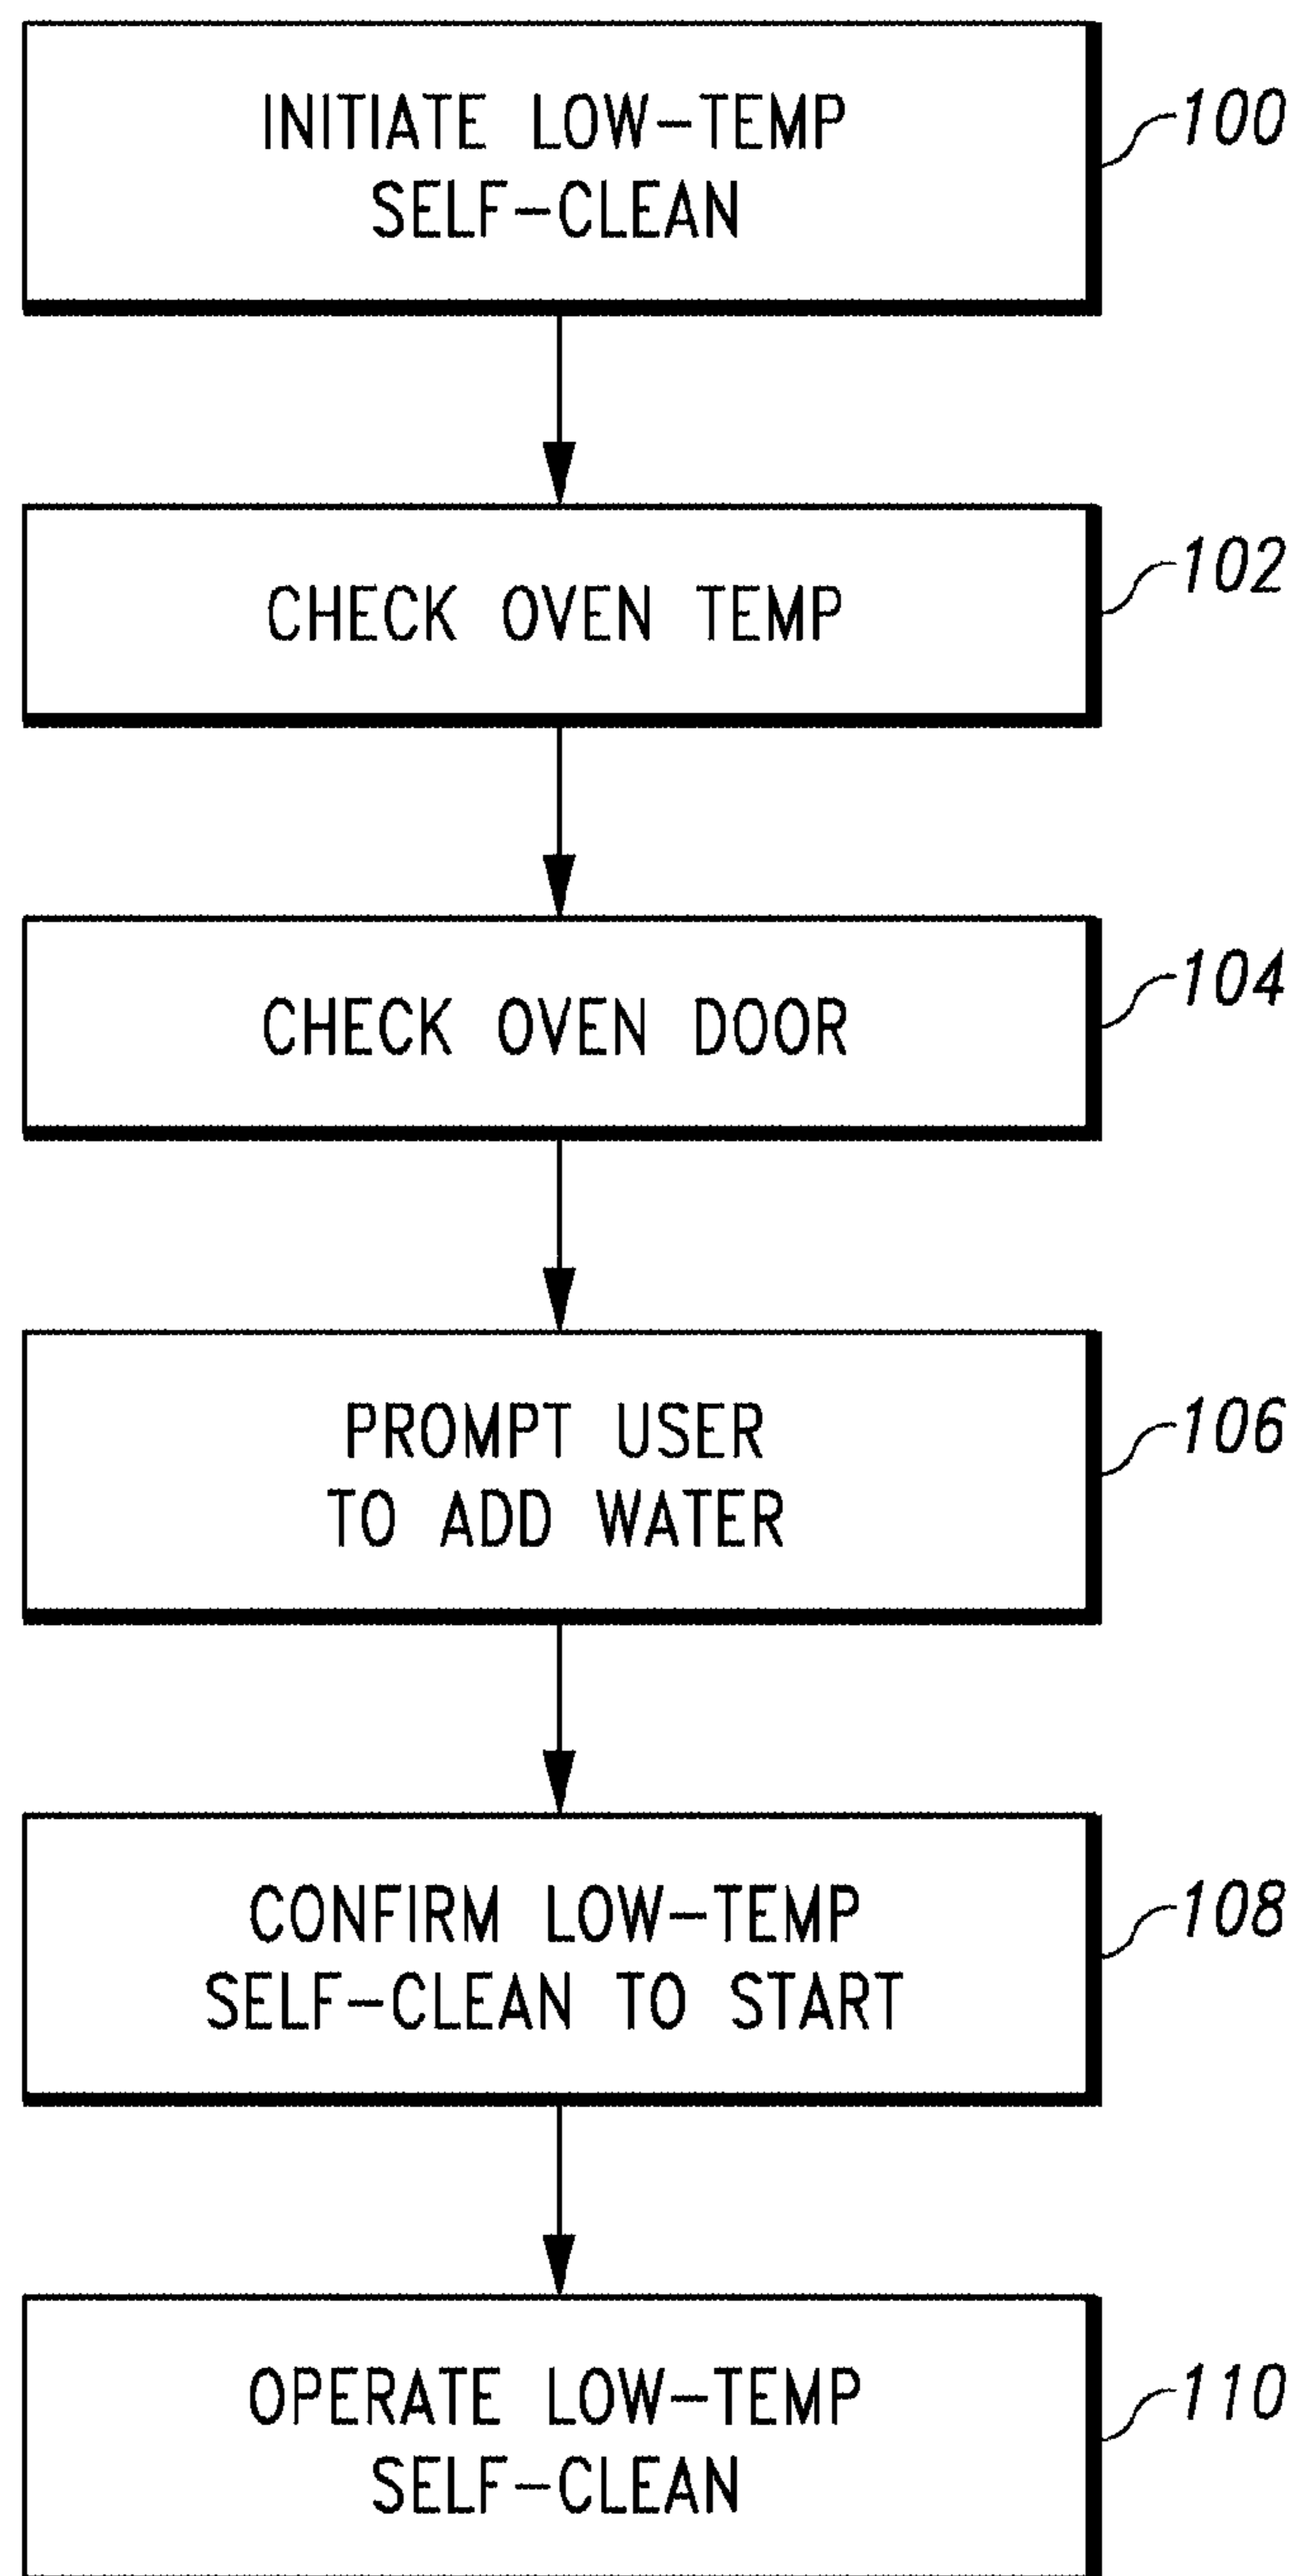 INITIATE LOW-TEMP
SELF-CLEAN
100
CHECK OVEN TEMP
102
CHECK OVEN DOOR
104
PROMPT USER
TO ADD WATER
106
CONFIRM LOW-TEMP
SELF-CLEAN TO START
108
OPERATE LOW-TEMP
SELF-CLEAN
110